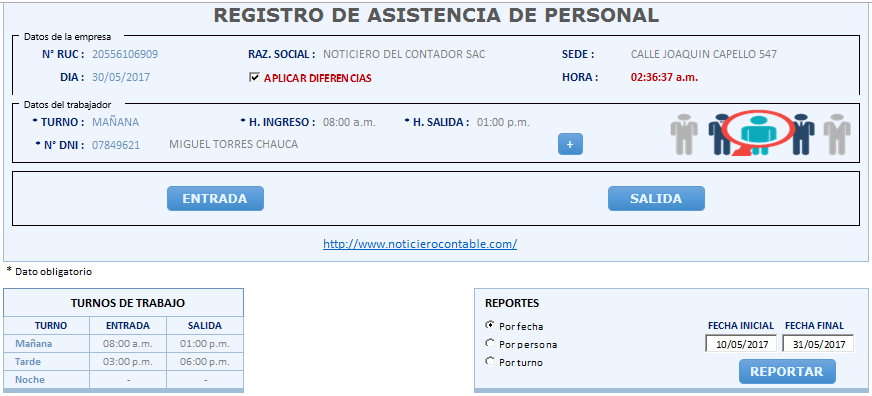 REGISTRO DE ASISTENCIA DE PERSONAL
Datos de la empresa
N° RUC : 20556106909 RAZ. SOCIAL : NOTICIERO DEL CONTADOR SAC SEDE : CALLE JOAQUIN CAPELLO 547
DIA : 30/05/2017 APLICAR DIFERENCIAS HORA : 02:36:37 a.m.
Datos del trabajador
* TURNO : MAÑANA * H. INGRESO : 08:00 a.m. * H. SALIDA : 01:00 p.m.
* N° DNI : 07849621 MIGUEL TORRES CHAUCA +
ENTRADA SALIDA
http://www.noticierocontable.com/
* Dato obligatorio
TURNOS DE TRABAJO
TURNO ENTRADA SALIDA
Mañana 08:00 a.m. 01:00 p.m.
Tarde 03:00 p.m. 06:00 p.m.
Noche - -
REPORTES
Por fecha FECHA INICIAL FECHA FINAL
Por persona 10/05/2017 31/05/2017
Por turno REPORTAR